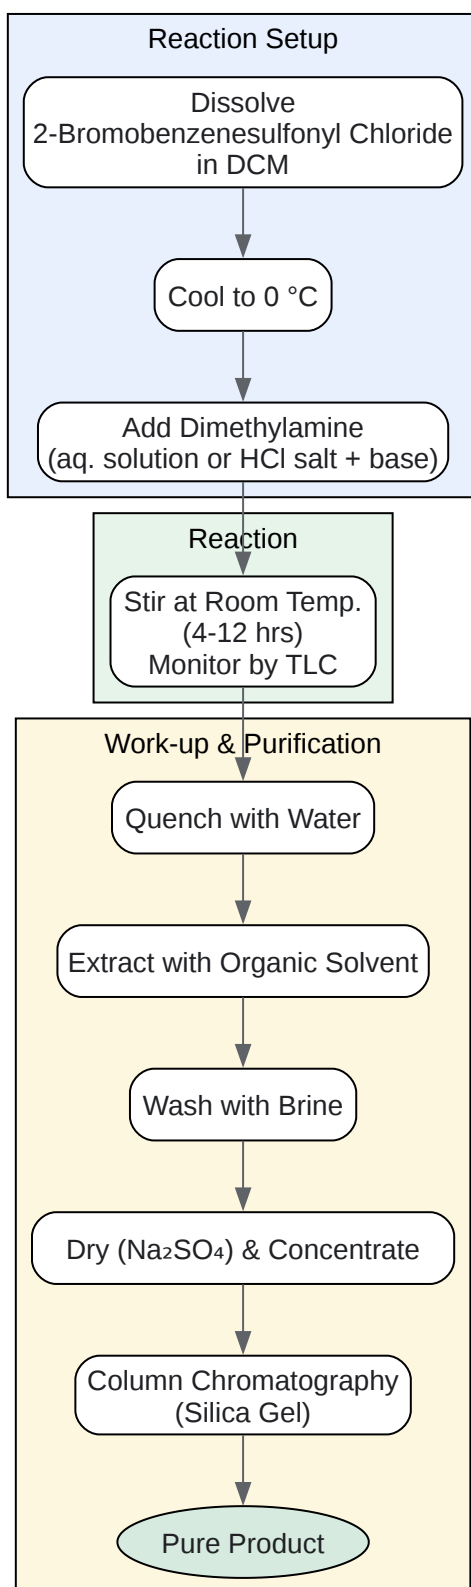 Reaction Setup
Dissolve
2-Bromobenzenesulfonyl Chloride
in DCM
Cool to 0 °C
Add Dimethylamine
(aq. solution or HCl salt + base)
Reaction
Stir at Room Temp.
(4-12 hrs)
Monitor by TLC
Work-up & Purification
Quench with Water
Extract with Organic Solvent
Wash with Brine
Dry (Na₂SO₄) & Concentrate
Column Chromatography
(Silica Gel)
Pure Product